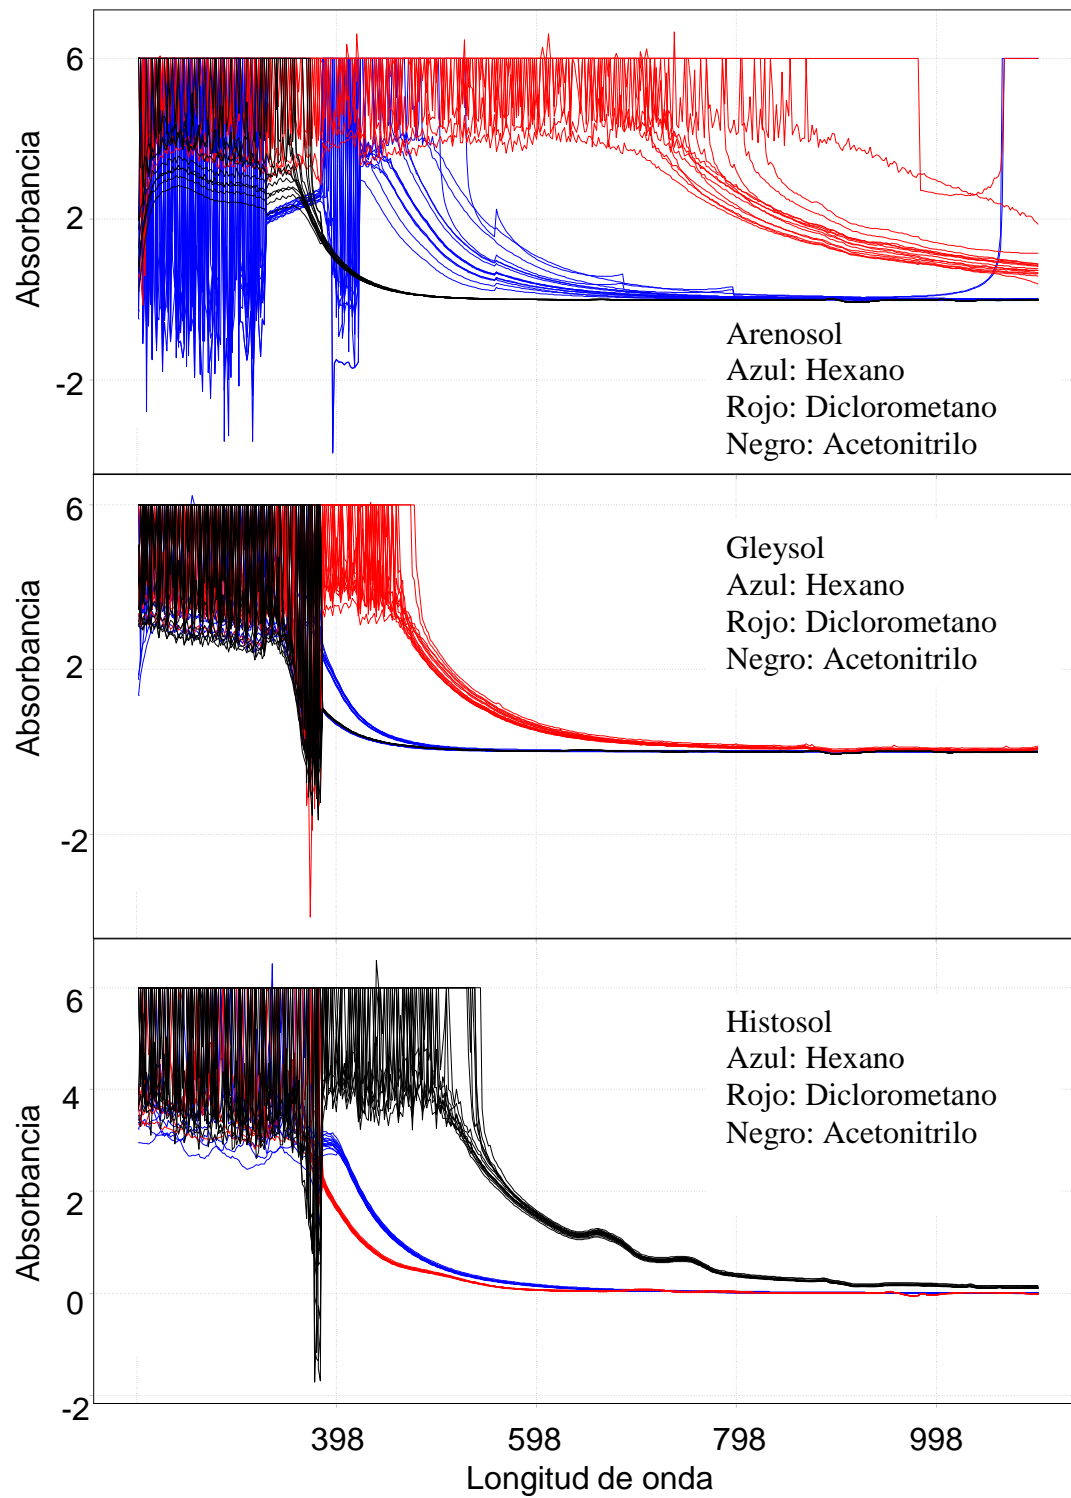 6
2
-2
Absorbancia
Arenosol
Azul: Hexano
Rojo: Diclorometano
Negro: Acetonitrilo
6
2
-2
Absorbancia
Gleysol
Azul: Hexano
Rojo: Diclorometano
Negro: Acetonitrilo
6
4
2
0
-2
Absorbancia
Histosol
Azul: Hexano
Rojo: Diclorometano
Negro: Acetonitrilo
398 598 798 998
Longitud de onda